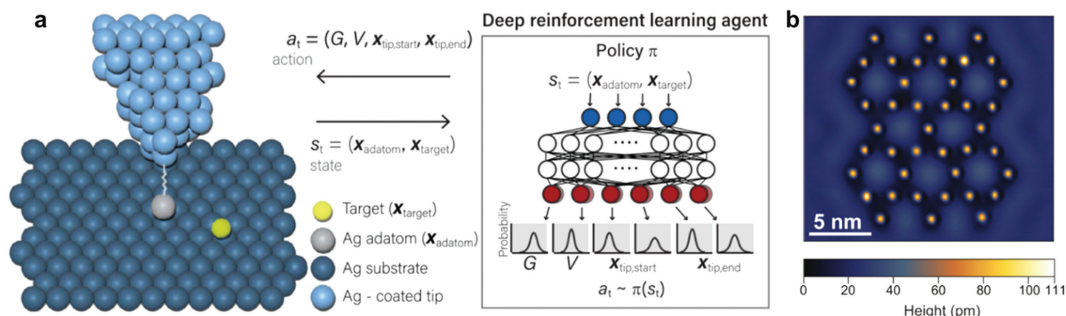 a
a_t = (G, V, x_tip,start, x_tip,end)
action
s_t = (x_adatom, x_target)
state
Target (x_target)
Ag adatom (x_adatom)
Ag substrate
Ag - coated tip
Deep reinforcement learning agent
Policy π
s_t = (x_adatom, x_target)
....
....
Probability
G V x_tip,start x_tip,end
a_t ~ π(s_t)
b
5 nm
0 20 40 60 80 100 111
Height (pm)